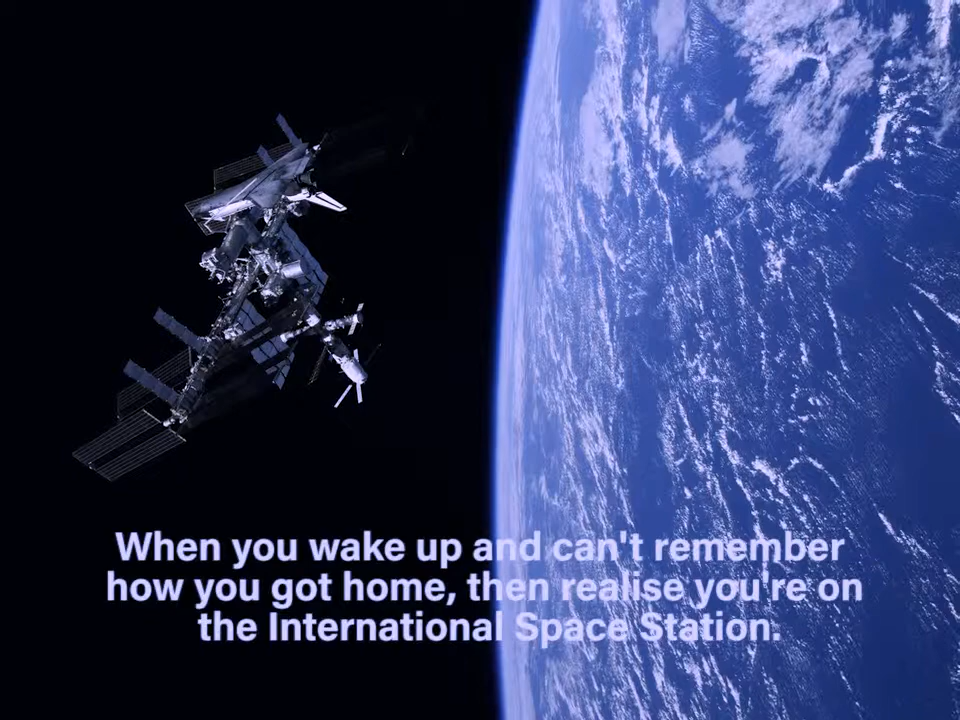 When you wake up and can't remember
how you got home, then realise you're on
the International Space Station.